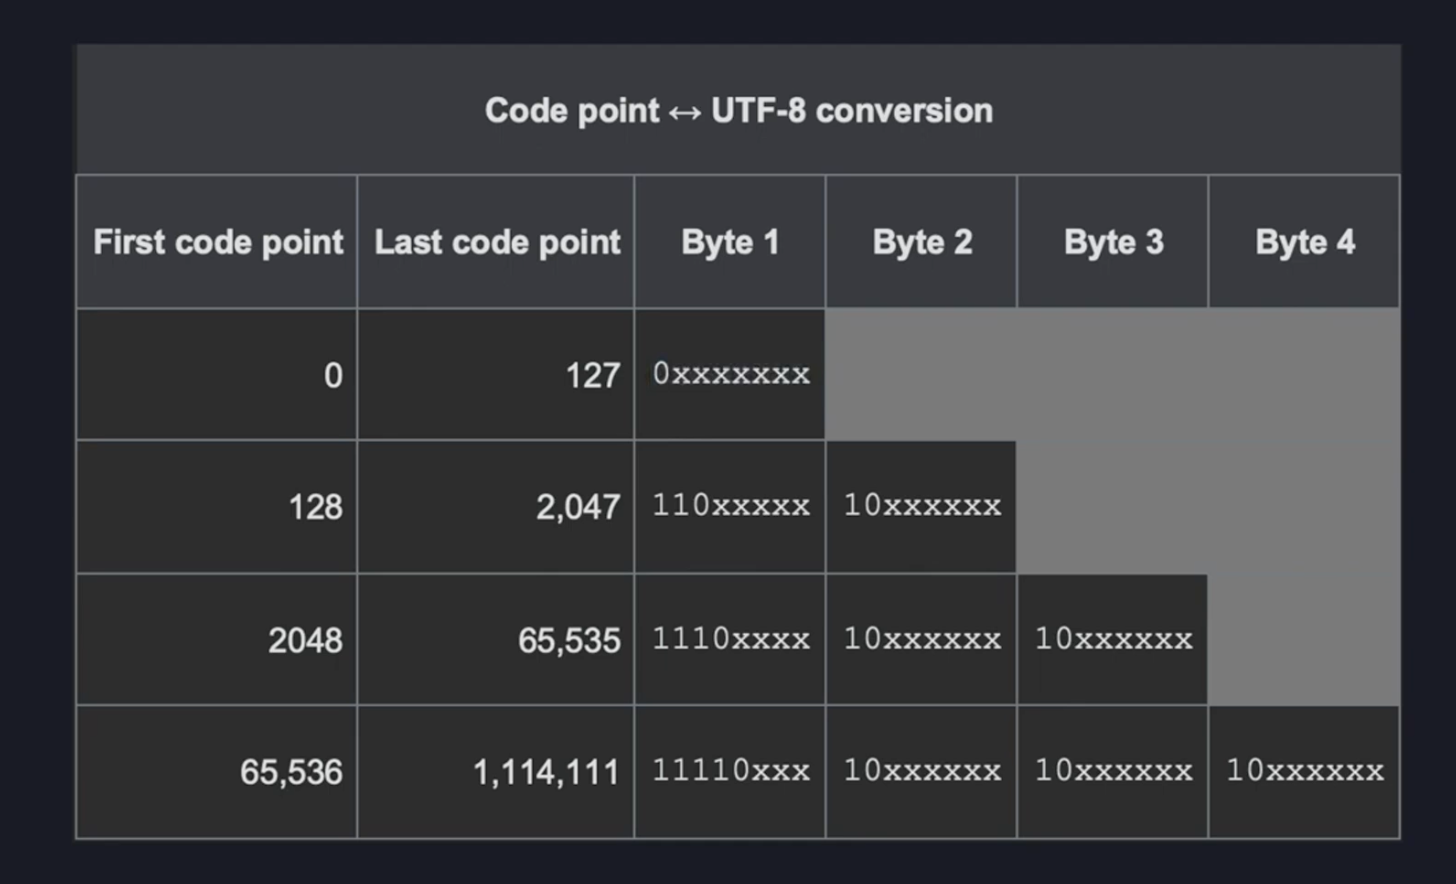 Code point ↔ UTF-8 conversion
First code point Last code point Byte 1 Byte 2 Byte 3 Byte 4
0 127 0xxxxxxx
128 2,047 110xxxxx 10xxxxxx
2048 65,535 1110xxxx 10xxxxxx 10xxxxxx
65,536 1,114,111 11110xxx 10xxxxxx 10xxxxxx 10xxxxxx